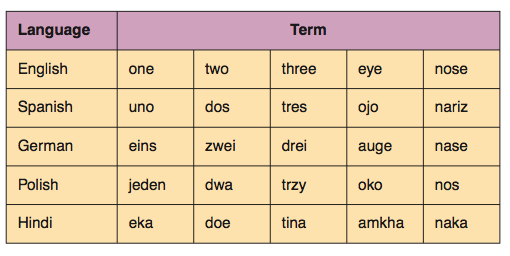 Language Term
English one two three eye nose
Spanish uno dos tres ojo nariz
German eins zwei drei auge nase
Polish jeden dwa trzy oko nos
Hindi eka doe tina amkha naka